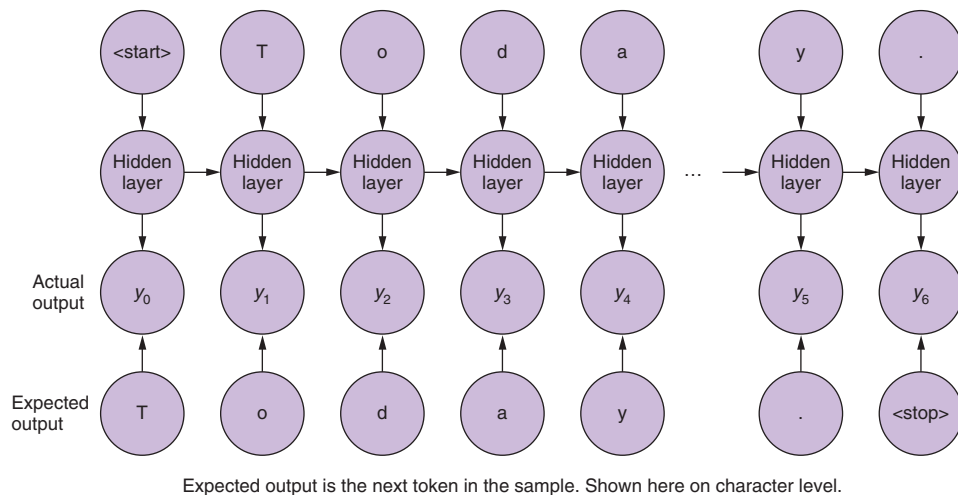 <start> T o d a y .
Hidden layer Hidden layer Hidden layer Hidden layer Hidden layer ... Hidden layer Hidden layer
Actual output y0 y1 y2 y3 y4 y5 y6
Expected output T o d a y . <stop>
Expected output is the next token in the sample. Shown here on character level.